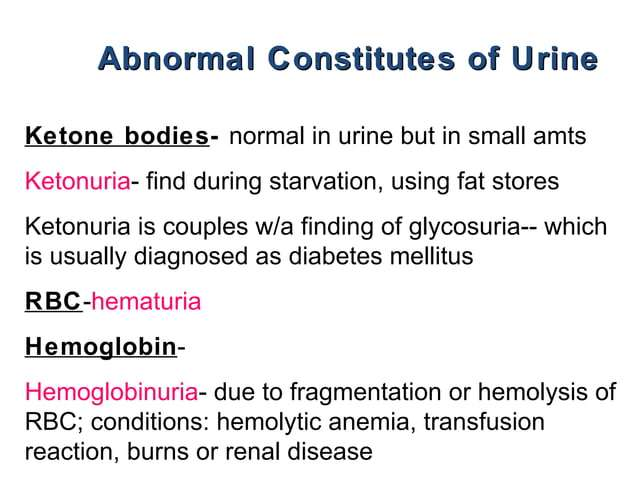 Abnormal Constitutes of Urine
Ketone bodies- normal in urine but in small amts
Ketonuria- find during starvation, using fat stores
Ketonuria is couples w/a finding of glycosuria-- which
is usually diagnosed as diabetes mellitus
RBC-hematuria
Hemoglobin-
Hemoglobinuria- due to fragmentation or hemolysis of
RBC; conditions: hemolytic anemia, transfusion
reaction, burns or renal disease